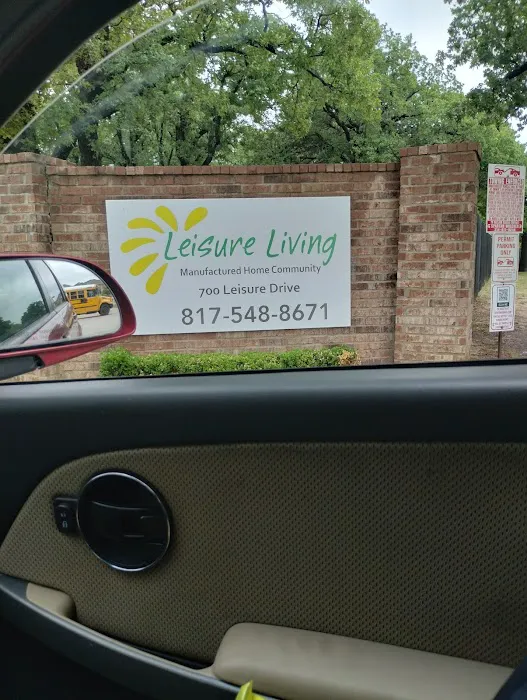 Leisure Living
Manufactured Home Community
700 Leisure Drive
817-548-8671
PERMIT
PARKING
ONLY